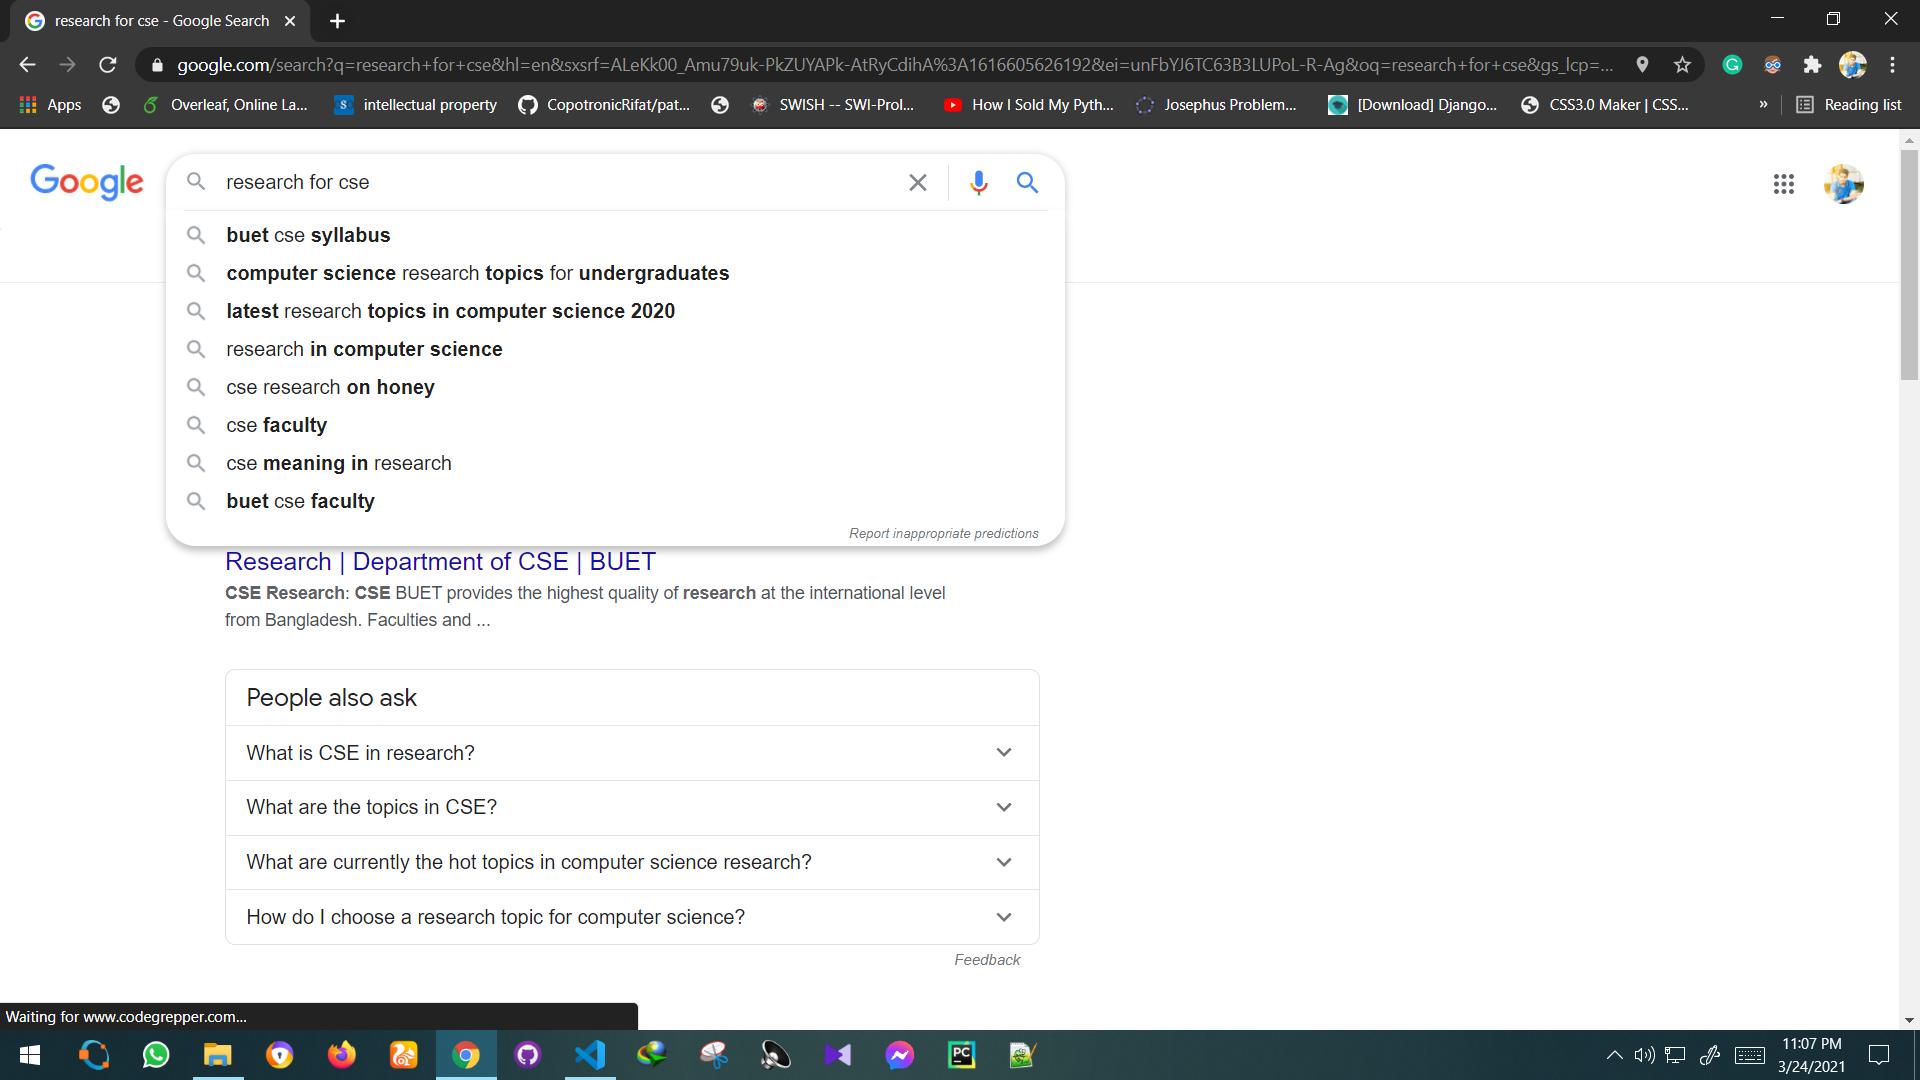 research for cse - Google Search
google.com/search?q=research+for+cse&hl=en&sxsrf=ALeKk00_Amu79uk-PkZUYAPk-AtRyCdihA%3A1616605626192&ei=unFbYJ6TC63B3LUPoL-R-Ag&oq=research+for+cse&gs_lcp=...
Apps Overleaf, Online La... intellectual property CopotronicRifat/pat... SWISH -- SWI-Prol... How I Sold My Pyth... Josephus Problem... [Download] Django... CSS3.0 Maker | CSS... » Reading list
Google
research for cse
buet cse syllabus
computer science research topics for undergraduates
latest research topics in computer science 2020
research in computer science
cse research on honey
cse faculty
cse meaning in research
buet cse faculty
Report inappropriate predictions
Research | Department of CSE | BUET
CSE Research: CSE BUET provides the highest quality of research at the international level
from Bangladesh. Faculties and ...
People also ask
What is CSE in research?
What are the topics in CSE?
What are currently the hot topics in computer science research?
How do I choose a research topic for computer science?
Feedback
Waiting for www.codegrepper.com...
11:07 PM
3/24/2021